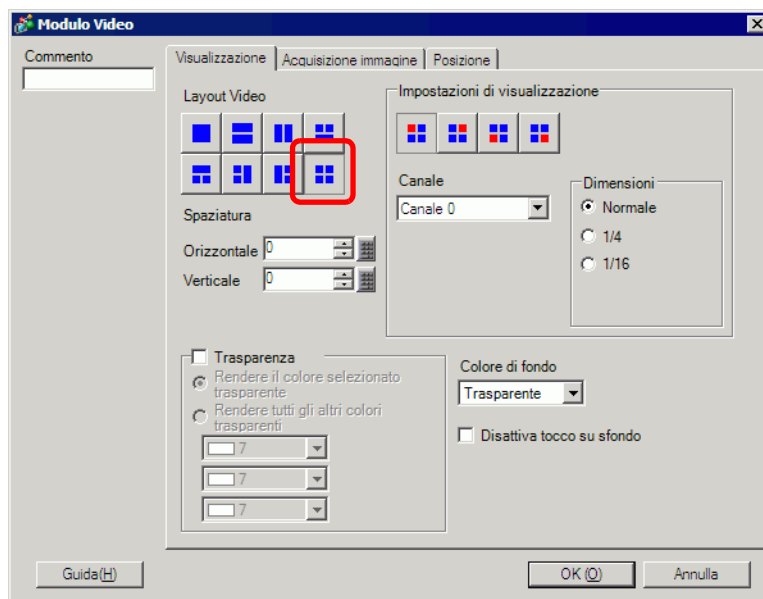 Modulo Video
Commento
Visualizzazione
Acquisizione immagine
Posizione
Layout Video
Impostazioni di visualizzazione
Canale
Canale 0
Dimensioni
Normale
1/4
1/16
Spaziatura
Orizzontale 0
Verticale 0
Trasparenza
Rendere il colore selezionato
trasparente
Rendere tutti gli altri colori
trasparenti
7
7
7
Colore di fondo
Trasparente
Disattiva tocco su sfondo
Guida(H)
OK (O)
Annulla